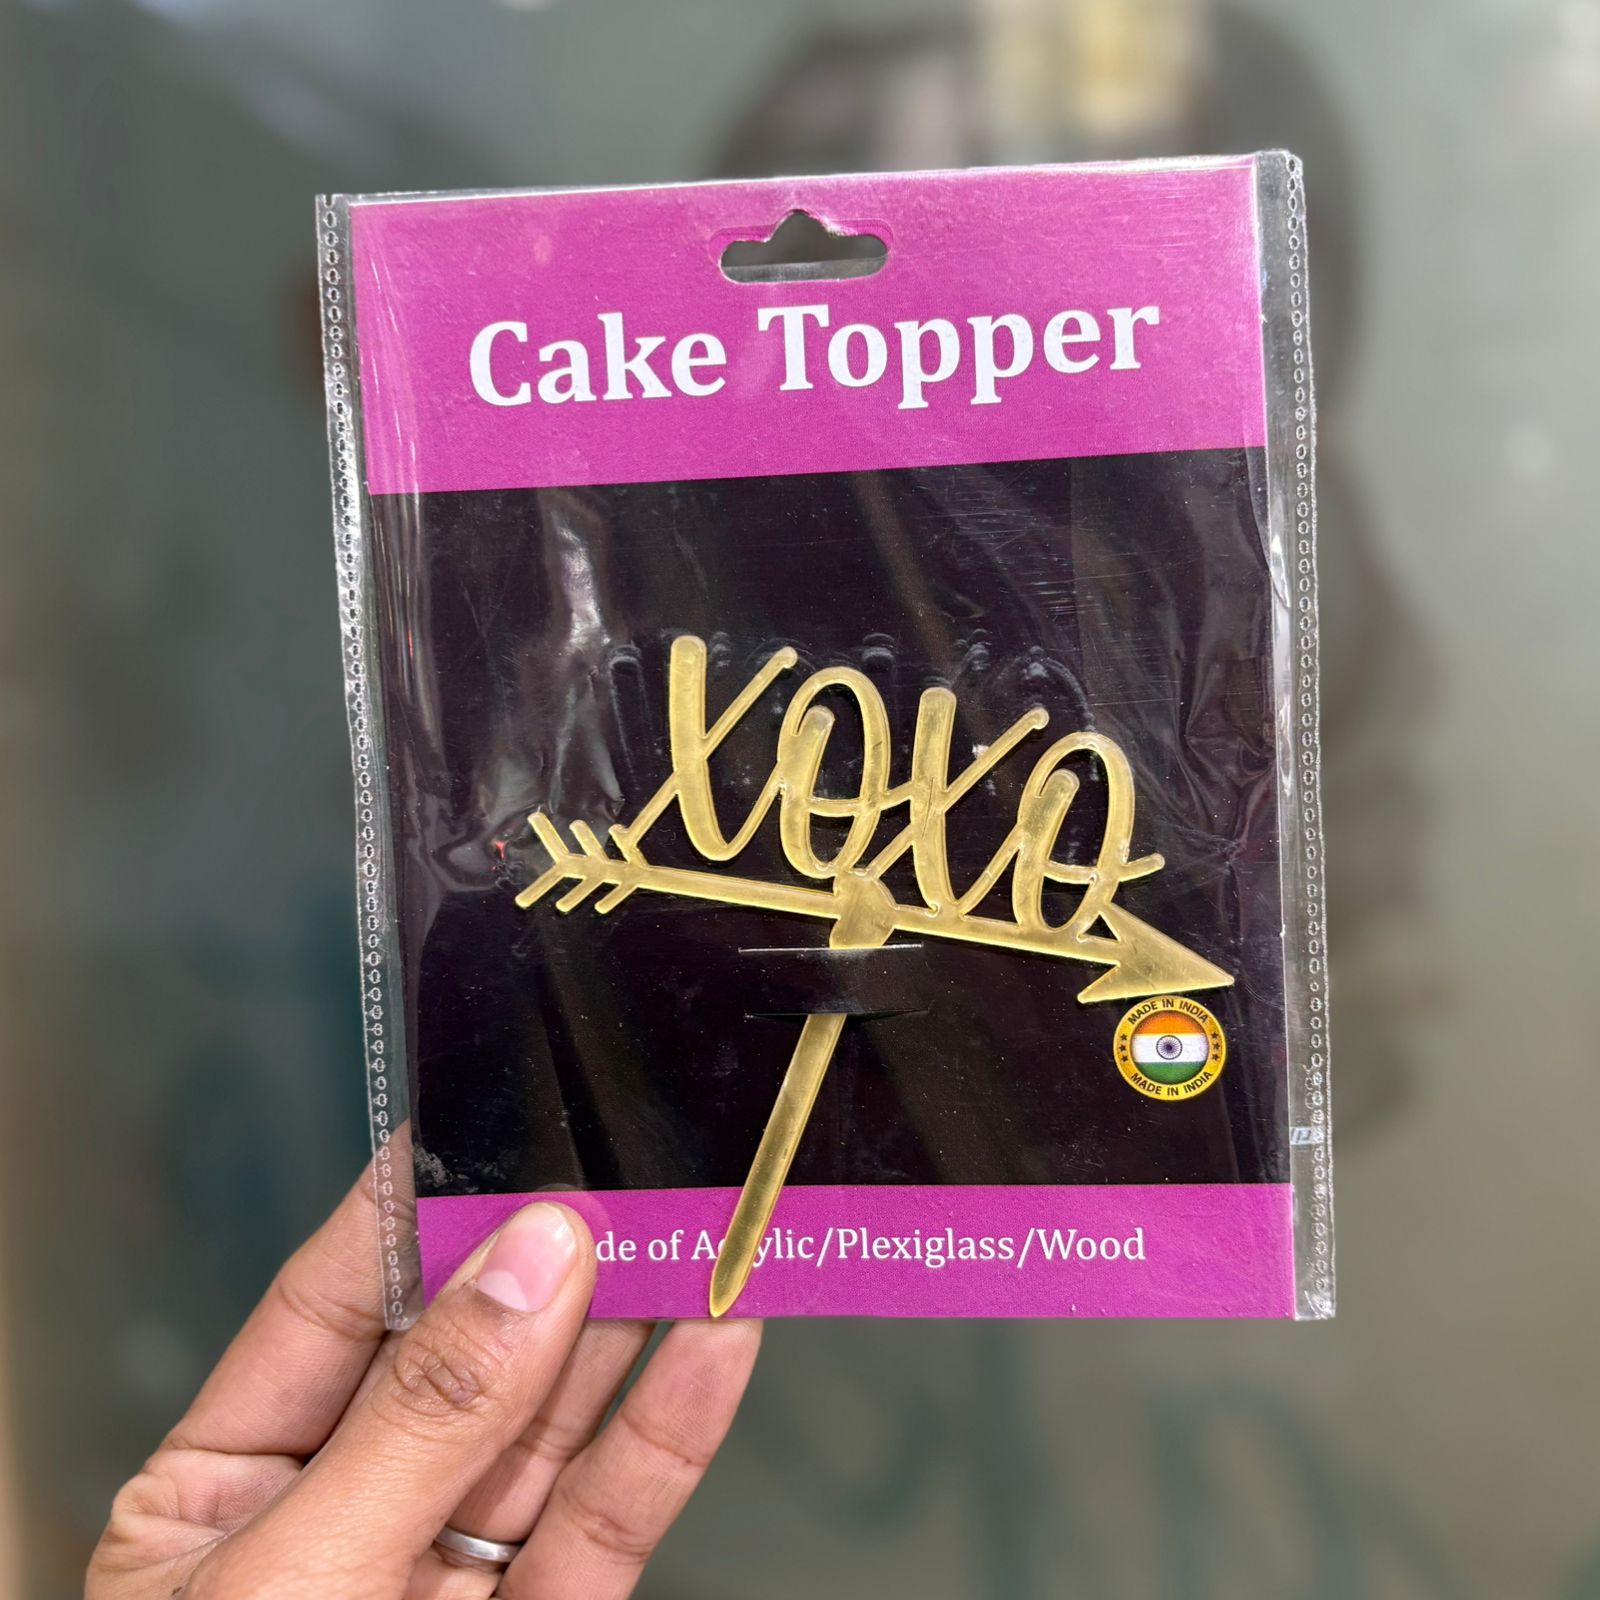 Cake Topper
xoxo
MADE IN INDIA
MADE IN INDIA
de of Ac ylic/Plexiglass/Wood